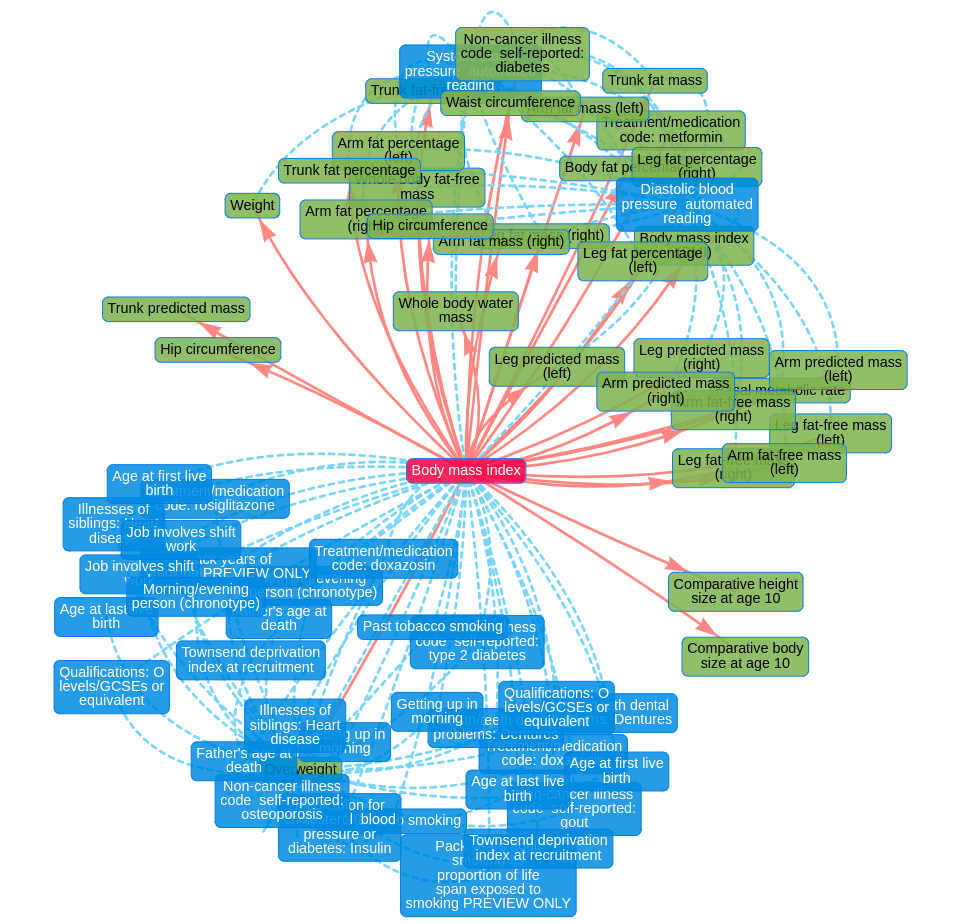 Non-cancer illness
code self-reported:
diabetes
Syst
pressure auto
reading
Trunk fat mass
Trunk fat-fre
Waist circumference
Arm fat mass (left)
Treatment/medication
code: metformin
Arm fat percentage
(left)
Trunk fat percentage
Whole body fat-free
mass
Body fat pe
Leg fat percentage
(right)
Diastolic blood
pressure automated
reading
Weight
Arm fat percentage
(rig
Hip circumference
Arm fat mass (right)
(right)
Body mass index
Leg fat percentage
(left)
Trunk predicted mass
Whole body water
mass
Hip circumference
Leg predicted mass
(left)
Leg predicted mass
(right)
Arm predicted mass
(left)
Arm predicted mass
(right)
al metabolic rate
Arm fat-free mass
(right)
Leg fat-free mass
(left)
Leg fat-free
(right)
Arm fat-free mass
(left)
Body mass index
Age at first live
birth
Treatment/medication
code: rosiglitazone
Illnesses of
siblings: H
disease
Job involves shift
work
Job involves shift
ck years of
PREVIEW ONLY
Treatment/medication
code: doxazosin
Morning/evening
person (chronotype)
evening
rson (chronotype)
Age at last live
birth
er's age at
death
Comparative height
size at age 10
Past tobacco smoking
ness
code self-reported:
type 2 diabetes
Comparative body
size at age 10
Townsend deprivation
index at recruitment
Qualifications: O
levels/GCSEs or
equivalent
Illnesses of
siblings: Heart
disease
g up in
morning
Getting up in
morning
Qualifications: O
levels/GCSEs or
equivalent
th dental
problems: Dentures
ms: Dentures
Father's age at
death
Overweight
Treatment/medication
code: dox
Age at first live
birth
Age at last live
birth
Non-cancer illness
code self-reported:
osteoporosis
Non-cancer illness
code self-reported:
gout
ion for
blood
pressure or
diabetes: Insulin
o smoking
Townsend deprivation
index at recruitment
Pack
sm
proportion of life
span exposed to
smoking PREVIEW ONLY